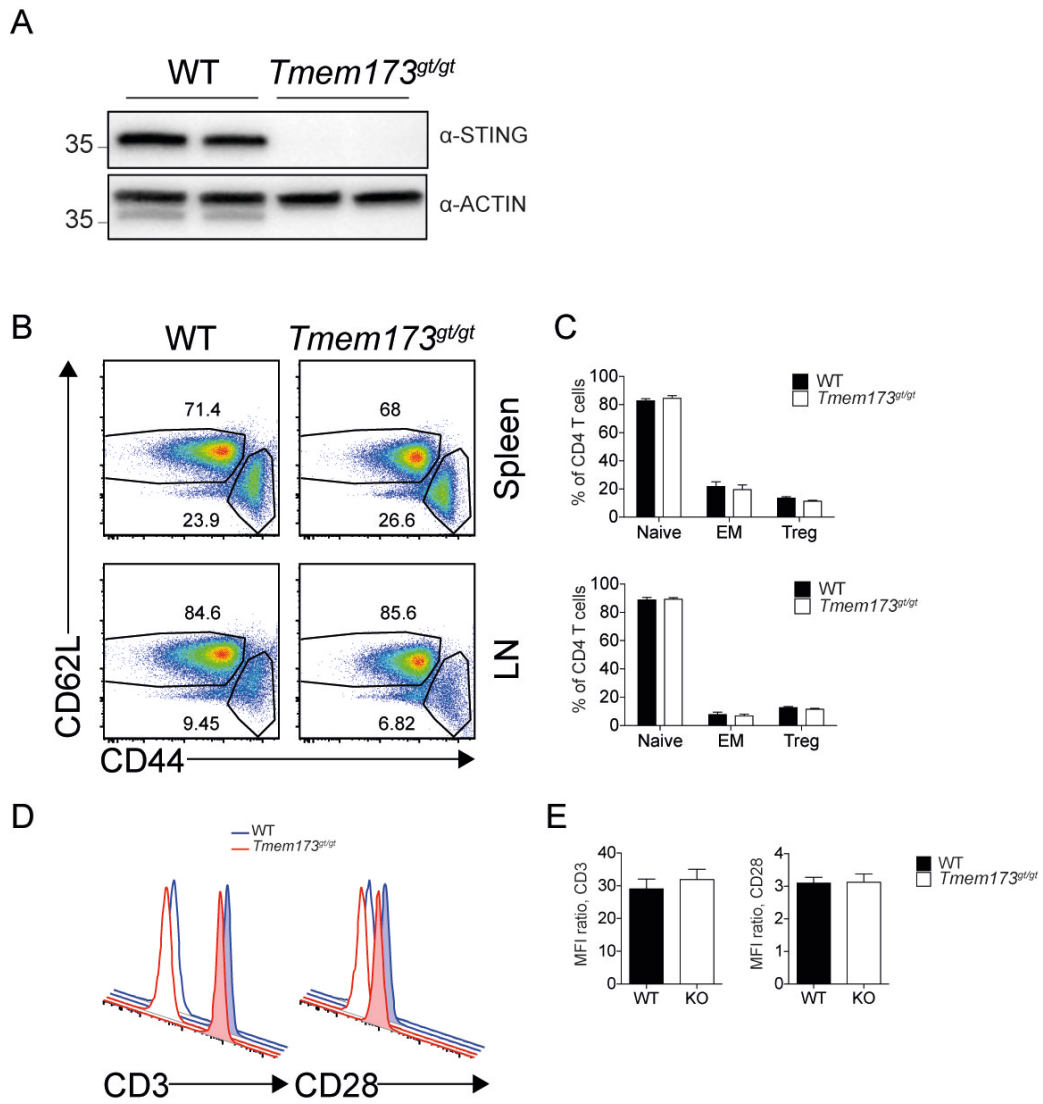 A
WT Tmem173gt/gt
35 α-STING
35 α-ACTIN
B
WT Tmem173gt/gt
71.4 68
23.9 26.6
Spleen
84.6 85.6
9.45 6.82
LN
CD62L
CD44
C
100
80
60
40
20
0
% of CD4 T cells
WT
Tmem173gt/gt
Naive EM Treg
100
80
60
40
20
0
% of CD4 T cells
WT
Tmem173gt/gt
Naive EM Treg
D
WT
Tmem173gt/gt
CD3 CD28
E
40
30
20
10
0
MFI ratio, CD3
WT KO
4
3
2
1
0
MFI ratio, CD28
WT KO
WT
Tmem173gt/gt